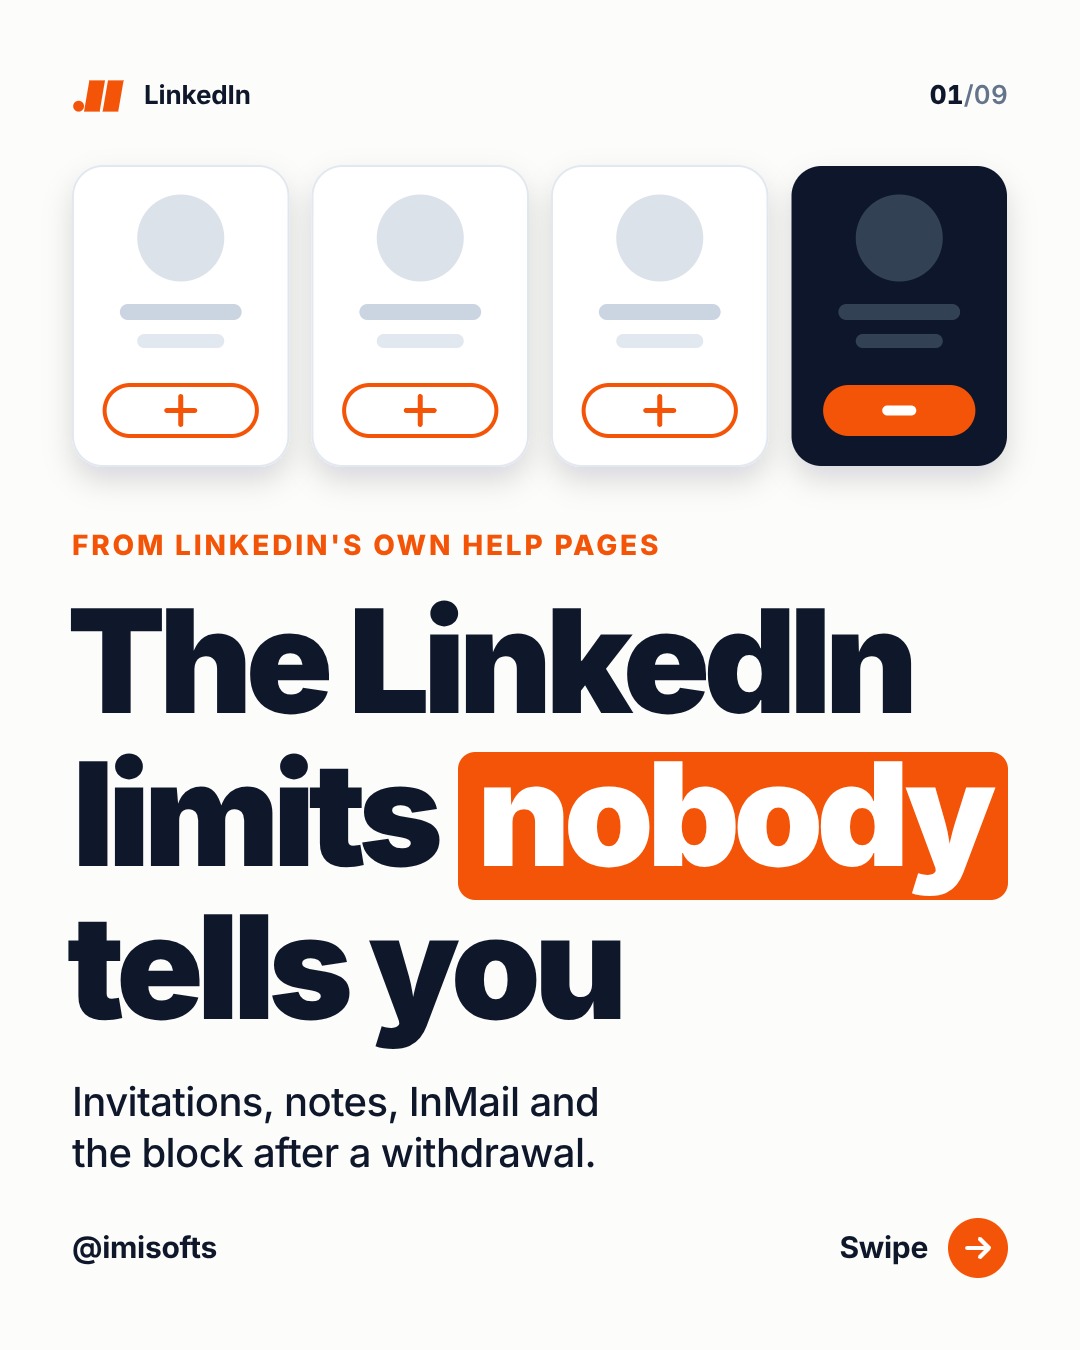 LinkedIn
01/09
FROM LINKEDIN'S OWN HELP PAGES
The LinkedIn
limits nobody
tells you
Invitations, notes, InMail and
the block after a withdrawal.
@imisofts
Swipe